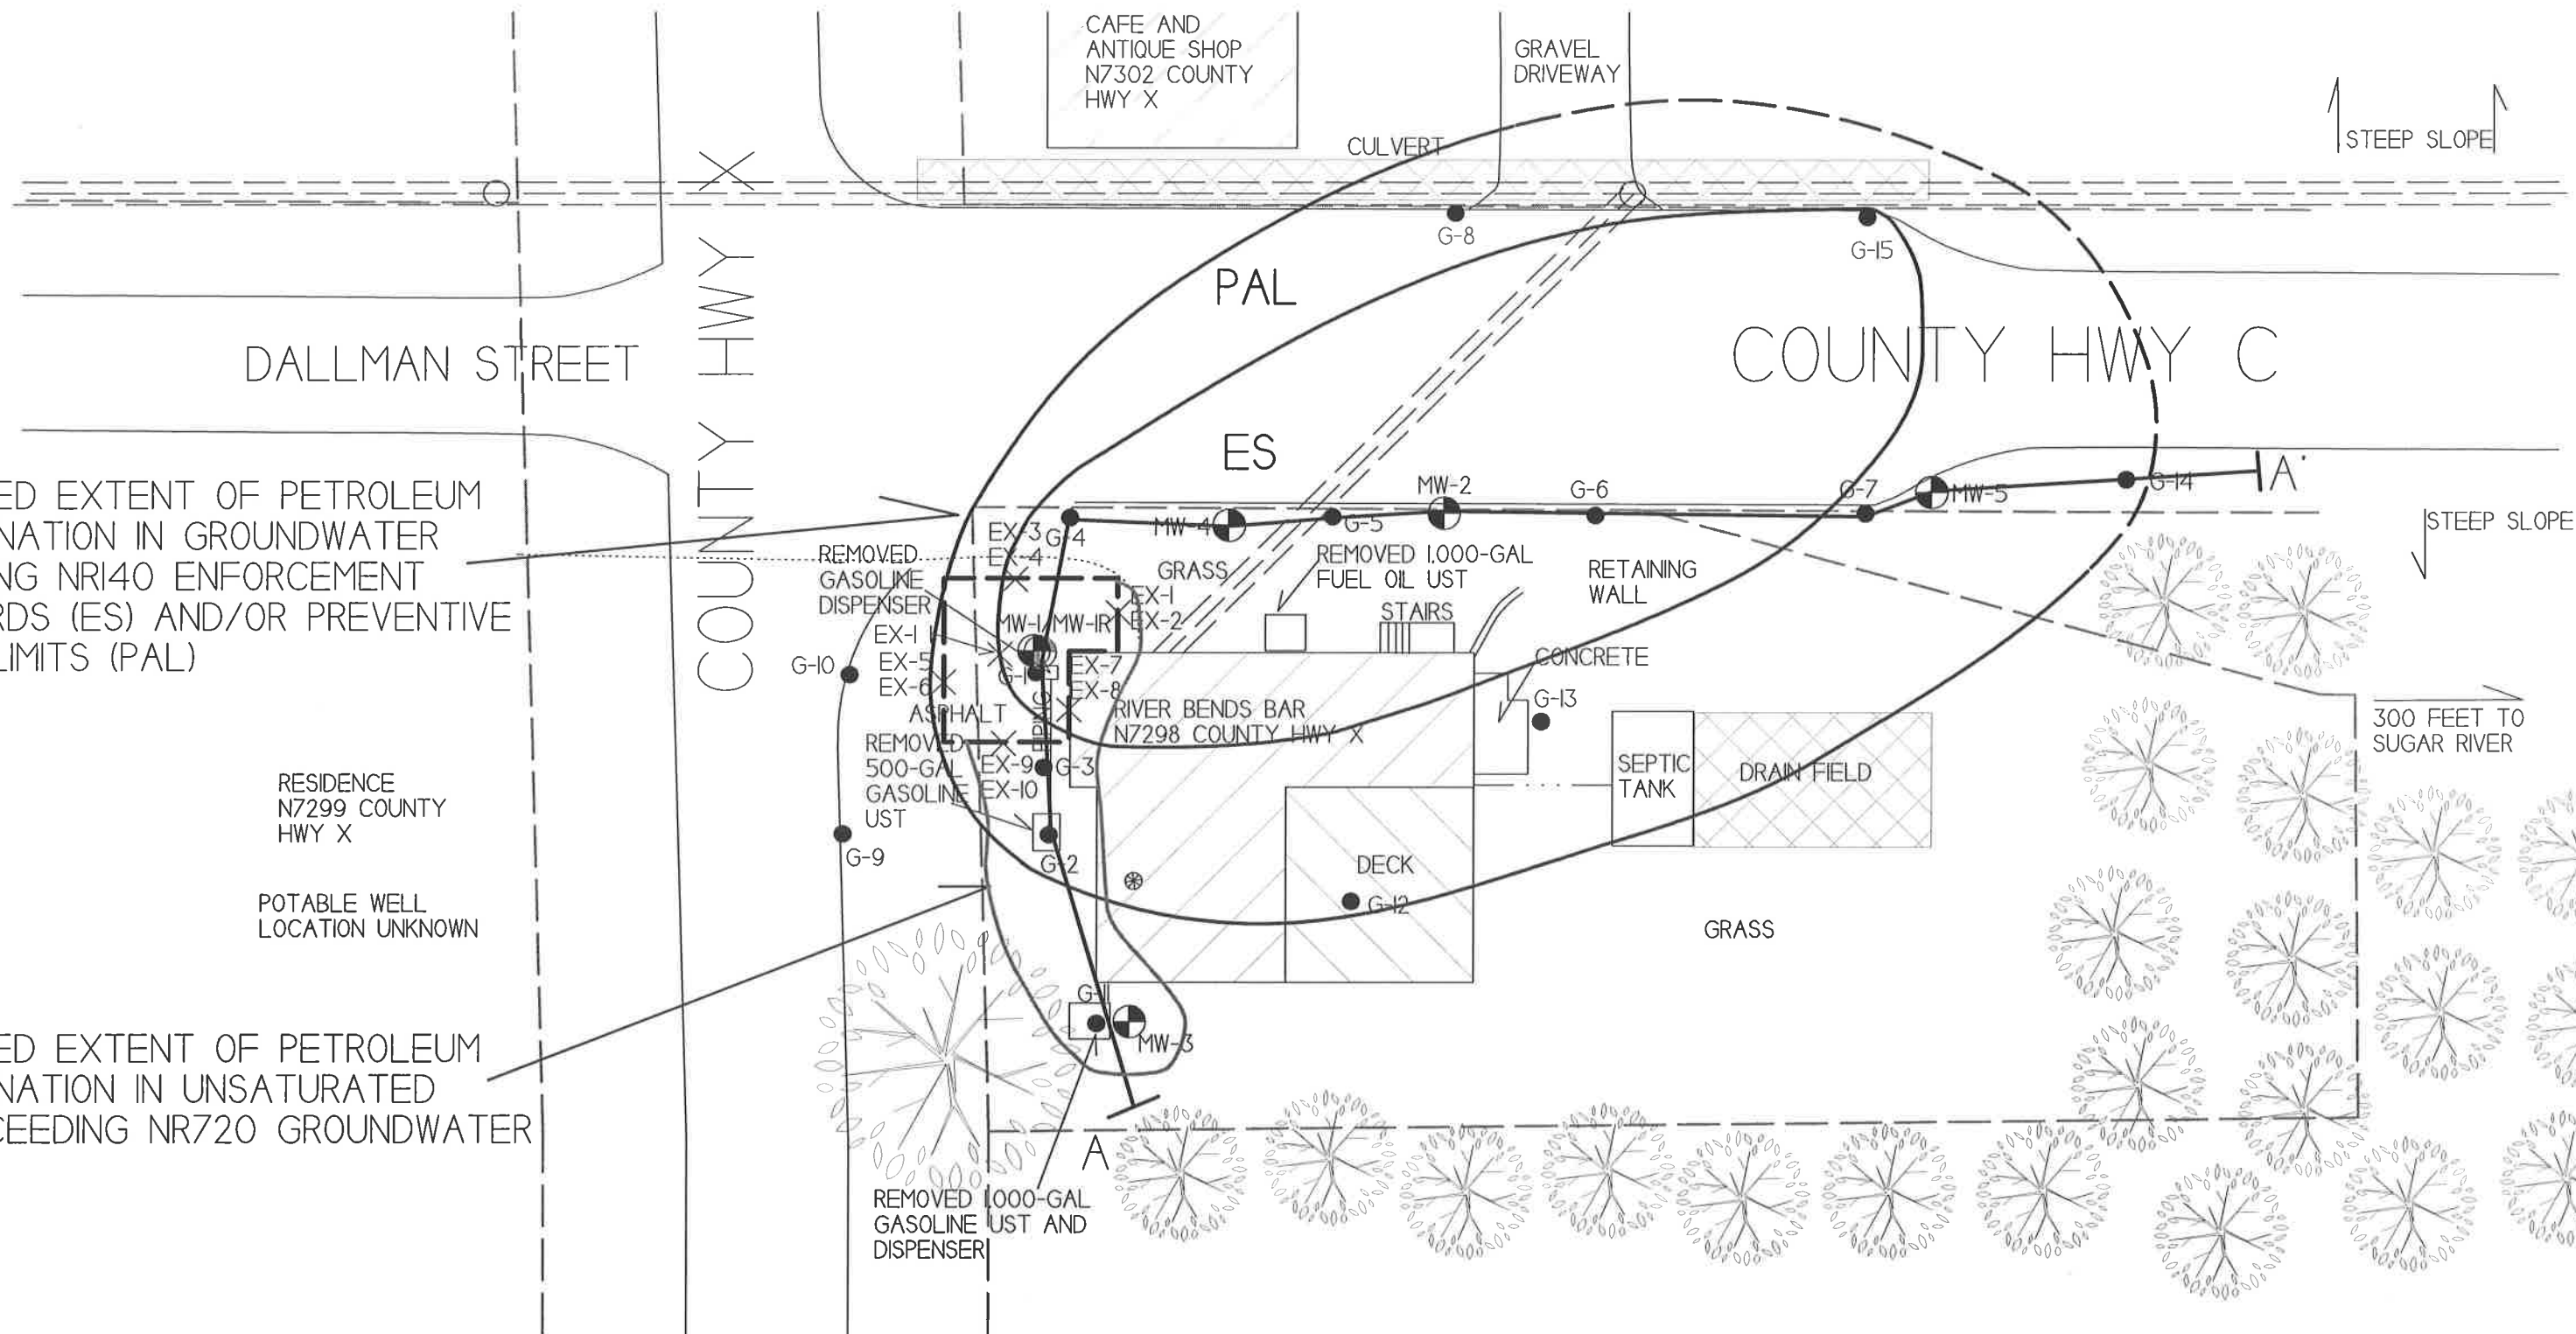 CAFE AND
ANTIQUE SHOP
N7302 COUNTY
HWY X
GRAVEL
DRIVEWAY
CULVERT
STEEP SLOPE
G-8
G-15
PAL
DALLMAN STREET
COUNTY HWY X
COUNTY HWY C
ES
ED EXTENT OF PETROLEUM
NATION IN GROUNDWATER
NG NR140 ENFORCEMENT
RDS (ES) AND/OR PREVENTIVE
LIMITS (PAL)
MW-2
G-6
G-7
MW-5
G-14
A'
STEEP SLOPE
EX-3
G-4
EX-4
MW-4
G-5
REMOVED
GASOLINE
DISPENSER
GRASS
REMOVED 1,000-GAL
FUEL OIL UST
RETAINING
WALL
STAIRS
EX-1
EX-2
MW-1/MW-1R
EX-11
EX-5
EX-6
G-10
G-1
EX-7
EX-8
CONCRETE
G-13
ASPHALT
PIPING
RIVER BENDS BAR
N7298 COUNTY HWY X
300 FEET TO
SUGAR RIVER
REMOVED
500-GAL
GASOLINE
UST
EX-9
EX-10
G-3
SEPTIC
TANK
DRAIN FIELD
RESIDENCE
N7299 COUNTY
HWY X
G-9
G-2
DECK
G-12
POTABLE WELL
LOCATION UNKNOWN
GRASS
G-11
MW-3
ED EXTENT OF PETROLEUM
NATION IN UNSATURATED
CEEDING NR720 GROUNDWATER
A
REMOVED 1,000-GAL
GASOLINE UST AND
DISPENSER